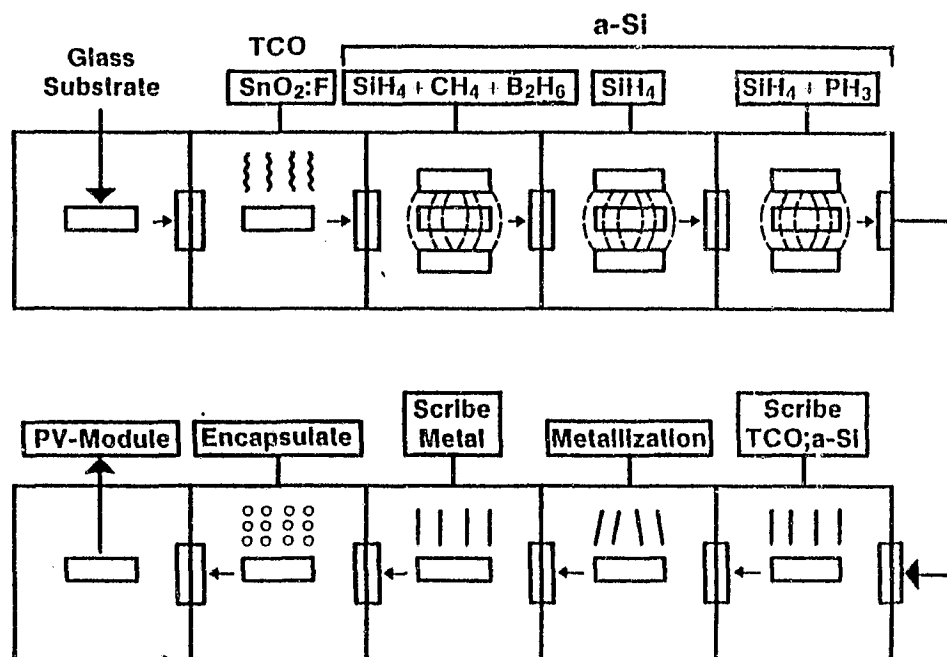 a-Si
Glass
Substrate
TCO
SnO₂:F
SiH₄ + CH₄ + B₂H₆
SiH₄
SiH₄ + PH₃
PV-Module
Encapsulate
Scribe
Metal
Metallization
Scribe
TCO;a-Si